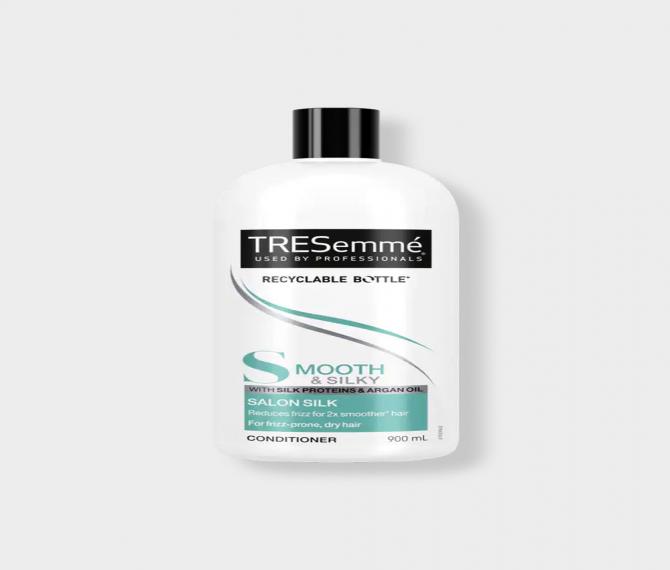 TRESemmé
USED BY PROFESSIONALS
RECYCLABLE BOTTLE*
SMOOTH
& SILKY
WITH SILK PROTEINS & ARGAN OIL
SALON SILK
Reduces frizz for 2x smoother* hair
For frizz-prone, dry hair
CONDITIONER 900 mL